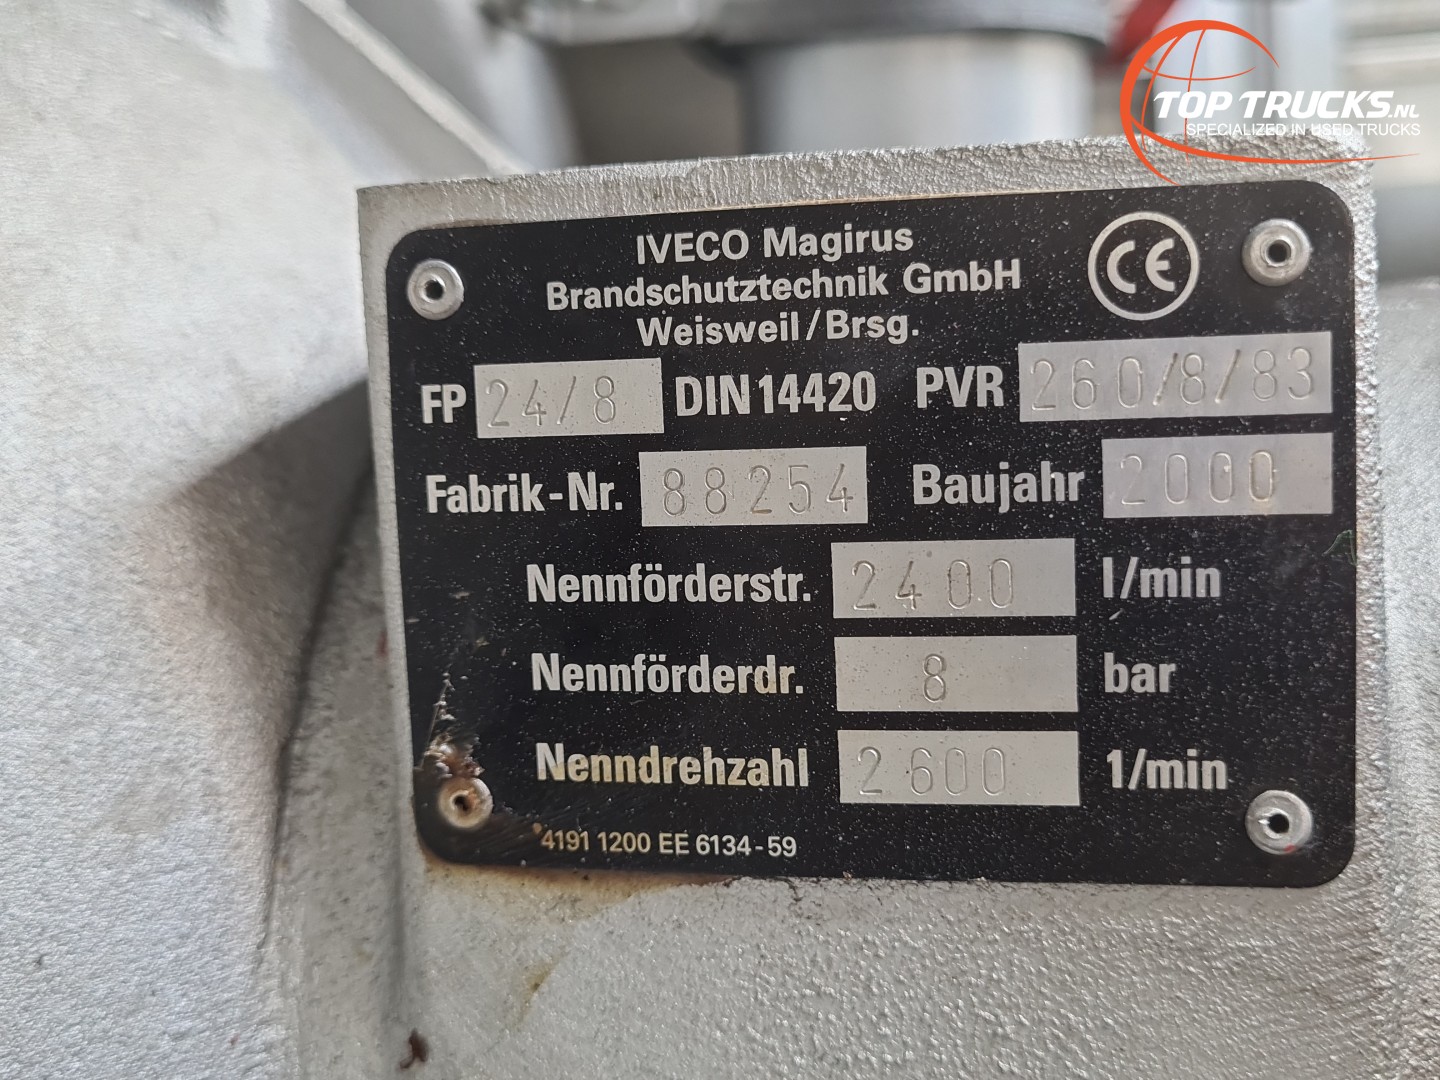 TOP TRUCKS.NL
SPECIALIZED IN USED TRUCKS
IVECO Magirus
Brandschutztechnik GmbH
Weisweil/Brsg.
CE
FP 24/8 DIN 14420 PVR 260/8/83
Fabrik-Nr. 88254 Baujahr 2000
Nennförderstr. 2400 l/min
Nennförderdr. 8 bar
Nenndrehzahl 2600 1/min
4191 1200 EE 6134-59